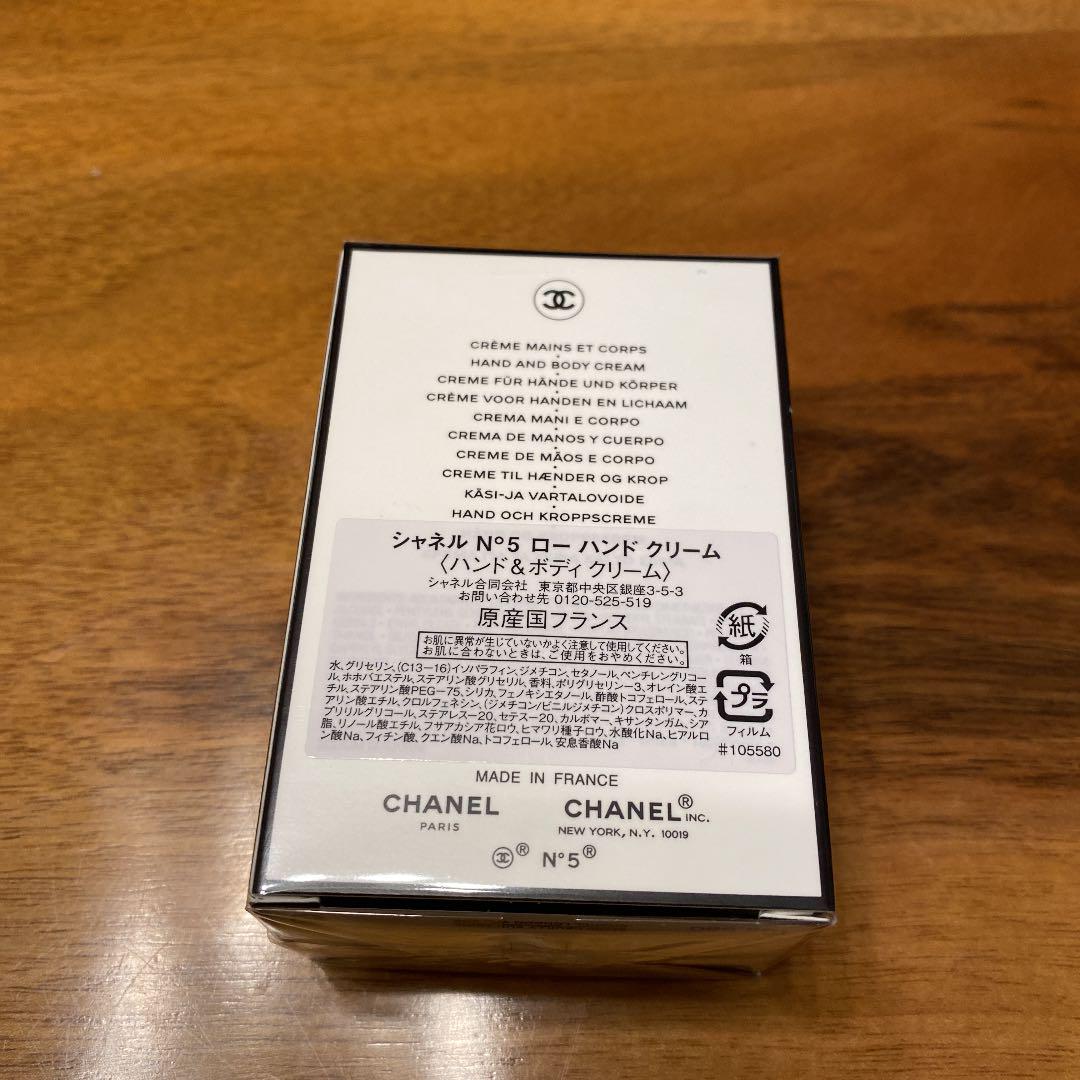 CRÈME MAINS ET CORPS
HAND AND BODY CREAM
CREME FÜR HÄNDE UND KÖRPER
CRÈME VOOR HANDEN EN LICHAAM
CREMA MANI E CORPO
CREMA DE MANOS Y CUERPO
CREME DE MÃOS E CORPO
CREME TIL HÆNDER OG KROP
KÄSI-JA VARTALOVOIDE
HAND OCH KROPPSCREME
シャネル N°5 ロー ハンド クリーム
〈ハンド&ボディ クリーム〉
シャネル合同会社 東京都中央区銀座3-5-3
お問い合わせ先 0120-525-519
原産国フランス
お肌に異常が生じていないかよく注意して使用してください。
お肌に合わないときは、ご使用をおやめください。
水、グリセリン、(C13-16)イソパラフィン、ジメチコン、セタノール、ペンチレングリコー
ル、ホホバエステル、ステアリン酸グリセリル、香料、ポリグリセリン-3、オレイン酸エ
チル、ステアリン酸PEG-75、シリカ、フェノキシエタノール、酢酸トコフェロール、ステ
アリン酸エチル、クロルフェネシン、(ジメチコン/ビニルジメチコン)クロスポリマー、カ
プリリルグリコール、ステアレス-20、セテス-20、カルボマー、キサンタンガム、シア
脂、リノール酸エチル、フサアカシア花ロウ、ヒマワリ種子ロウ、水酸化Na、ヒアルロ
ン酸Na、フィチン酸、クエン酸Na、トコフェロール、安息香酸Na
紙
箱
プラ
フィルム
#105580
MADE IN FRANCE
CHANEL
PARIS
CHANEL® INC.
NEW YORK, N.Y. 10019
® N°5®